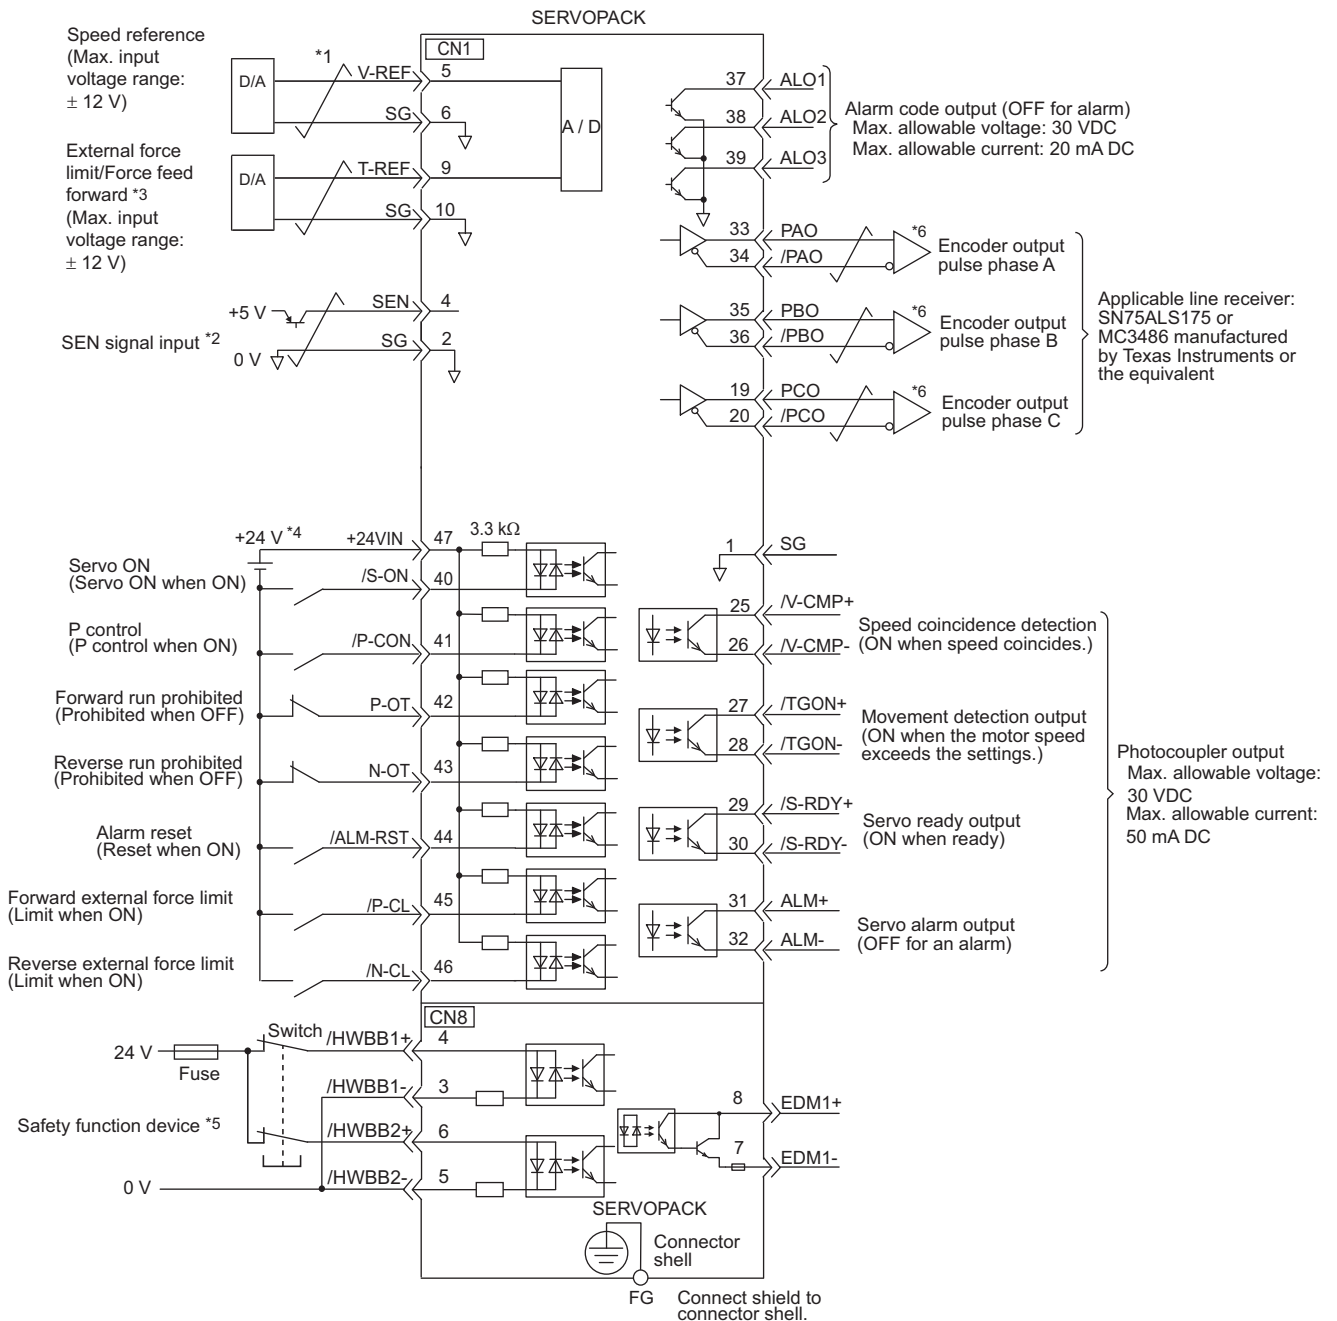 SERVOPACK
Speed reference
(Max. input
voltage range:
± 12 V)
D/A
*1
V-REF
CN1
5
SG
6
A / D
External force
limit/Force feed
forward *3
(Max. input
voltage range:
± 12 V)
D/A
T-REF
9
SG
10
+5 V
SEN
4
SEN signal input *2
0 V
SG
2
37
ALO1
38
ALO2
39
ALO3
Alarm code output (OFF for alarm)
Max. allowable voltage: 30 VDC
Max. allowable current: 20 mA DC
33
PAO
34
/PAO
*6
Encoder output
pulse phase A
35
PBO
36
/PBO
*6
Encoder output
pulse phase B
19
PCO
20
/PCO
*6
Encoder output
pulse phase C
Applicable line receiver:
SN75ALS175 or
MC3486 manufactured
by Texas Instruments or
the equivalent
+24 V *4
+24VIN
47
3.3 kΩ
Servo ON
(Servo ON when ON)
/S-ON
40
P control
(P control when ON)
/P-CON
41
Forward run prohibited
(Prohibited when OFF)
P-OT
42
Reverse run prohibited
(Prohibited when OFF)
N-OT
43
Alarm reset
(Reset when ON)
/ALM-RST
44
Forward external force limit
(Limit when ON)
/P-CL
45
Reverse external force limit
(Limit when ON)
/N-CL
46
1
SG
25
/V-CMP+
26
/V-CMP-
Speed coincidence detection
(ON when speed coincides.)
27
/TGON+
28
/TGON-
Movement detection output
(ON when the motor speed
exceeds the settings.)
29
/S-RDY+
30
/S-RDY-
Servo ready output
(ON when ready)
31
ALM+
32
ALM-
Servo alarm output
(OFF for an alarm)
Photocoupler output
Max. allowable voltage:
30 VDC
Max. allowable current:
50 mA DC
CN8
24 V
Fuse
Switch
/HWBB1+
4
/HWBB1-
3
Safety function device *5
/HWBB2+
6
0 V
/HWBB2-
5
8
EDM1+
7
EDM1-
SERVOPACK
Connector
shell
FG
Connect shield to
connector shell.